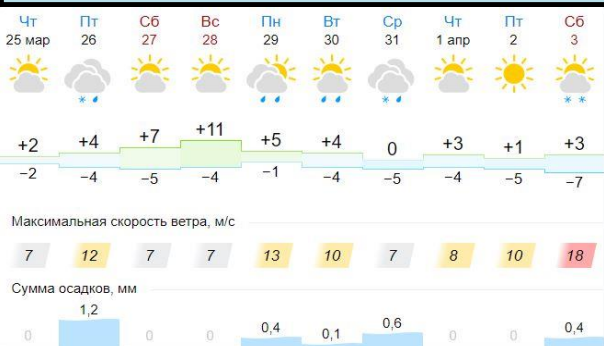 Чт Пт Сб Вс Пн Вт Ср Чт Пт Сб
25 мар 26 27 28 29 30 31 1 апр 2 3
+2 +4 +7 +11 +5 +4 0 +3 +1 +3
−2 −4 −5 −4 −1 −4 −5 −4 −5 −7
Максимальная скорость ветра, м/с
7 12 7 7 13 10 7 8 10 18
Сумма осадков, мм
0 1,2 0 0 0,4 0,1 0,6 0 0 0,4